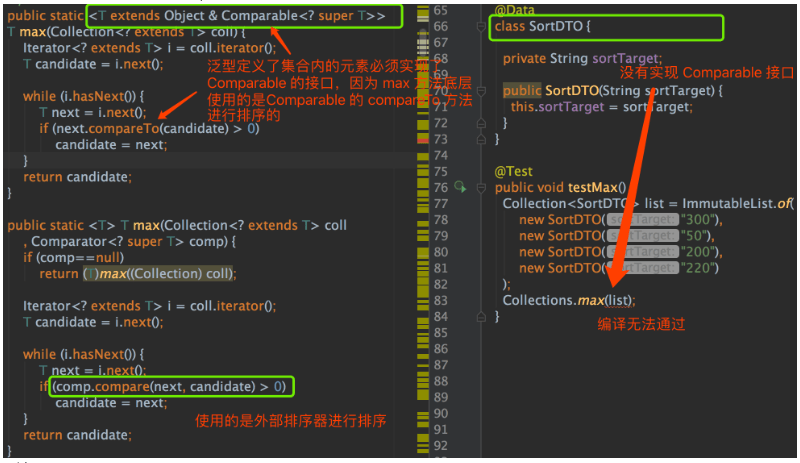 public static <T extends Object & Comparable<? super T>>
T max(Collection<? extends T> coll) {
Iterator<? extends T> i = coll.iterator();
T candidate = i.next();
泛型定义了集合内的元素必须实现了
Comparable 的接口，因为 max 方法底层
使用的是Comparable 的 compareTo 方法
进行排序的
while (i.hasNext()) {
T next = i.next();
if (next.compareTo(candidate) > 0)
candidate = next;
}
return candidate;
}
public static <T> T max(Collection<? extends T> coll
, Comparator<? super T> comp) {
if (comp==null)
return (T)max((Collection) coll);
Iterator<? extends T> i = coll.iterator();
T candidate = i.next();
while (i.hasNext()) {
T next = i.next();
if (comp.compare(next, candidate) > 0)
candidate = next;
}
使用的是外部排序器进行排序
return candidate;
}
65 @Data
66 class SortDTO {
67
68 private String sortTarget;
没有实现 Comparable 接口
69
70 public SortDTO(String sortTarget) {
71 this.sortTarget = sortTarget;
72 }
73 }
74
75 @Test
76 public void testMax()
77 Collection<SortDTO> list = ImmutableList.of(
78 new SortDTO( sortTarget: "300"),
79 new SortDTO( sortTarget: "50"),
80 new SortDTO( sortTarget: "200"),
81 new SortDTO( sortTarget: "220")
82 );
83 Collections.max(list);
84 }
编译无法通过
85
86
87
88
89
90
91
92